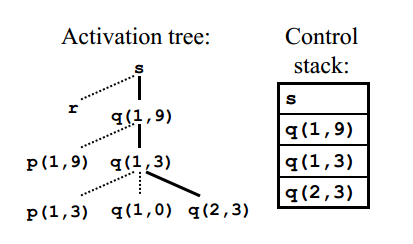 Activation tree:
s
r
q(1,9)
p(1,9) q(1,3)
p(1,3) q(1,0) q(2,3)
Control
stack:
s
q(1,9)
q(1,3)
q(2,3)